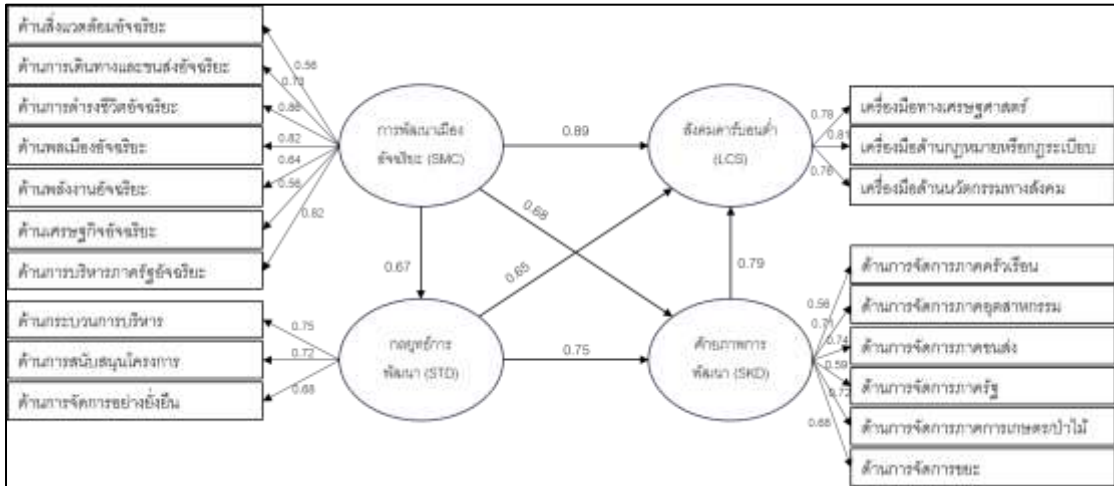 ด้านสิ่งแวดล้อมอัจฉริยะ
ด้านการเดินทางและขนส่งอัจฉริยะ
ด้านการดำรงชีวิตอัจฉริยะ
ด้านพลเมืองอัจฉริยะ
ด้านพลังงานอัจฉริยะ
ด้านเศรษฐกิจอัจฉริยะ
ด้านการบริหารภาครัฐอัจฉริยะ
0.56
0.73
0.86
0.82
0.64
0.56
0.82
การพัฒนาเมือง
อัจฉริยะ (SMC)
0.89
สังคมคาร์บอนต่ำ
(LCS)
0.78
0.81
0.76
เครื่องมือทางเศรษฐศาสตร์
เครื่องมือด้านกฎหมายหรือกฎระเบียบ
เครื่องมือด้านนวัตกรรมทางสังคม
0.67
0.68
0.65
0.79
ด้านกระบวนการบริหาร
ด้านการสนับสนุนโครงการ
ด้านการจัดการอย่างยั่งยืน
0.75
0.72
0.68
กลยุทธ์การ
พัฒนา (STD)
0.75
ศักยภาพการ
พัฒนา (SKD)
0.56
0.71
0.74
0.59
0.72
0.68
ด้านการจัดการภาคครัวเรือน
ด้านการจัดการภาคอุตสาหกรรม
ด้านการจัดการภาคขนส่ง
ด้านการจัดการภาครัฐ
ด้านการจัดการภาคการเกษตร/ป่าไม้
ด้านการจัดการขยะ